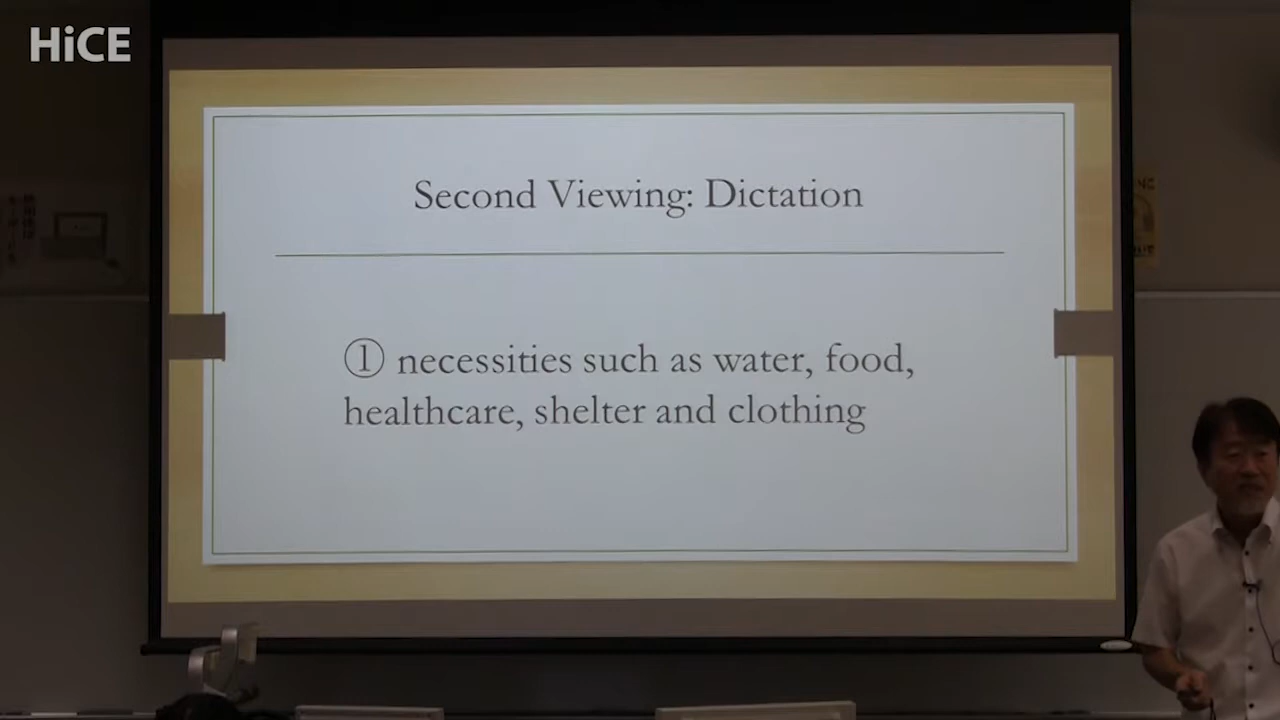 HiCE
Second Viewing: Dictation
① necessities such as water, food,
healthcare, shelter and clothing